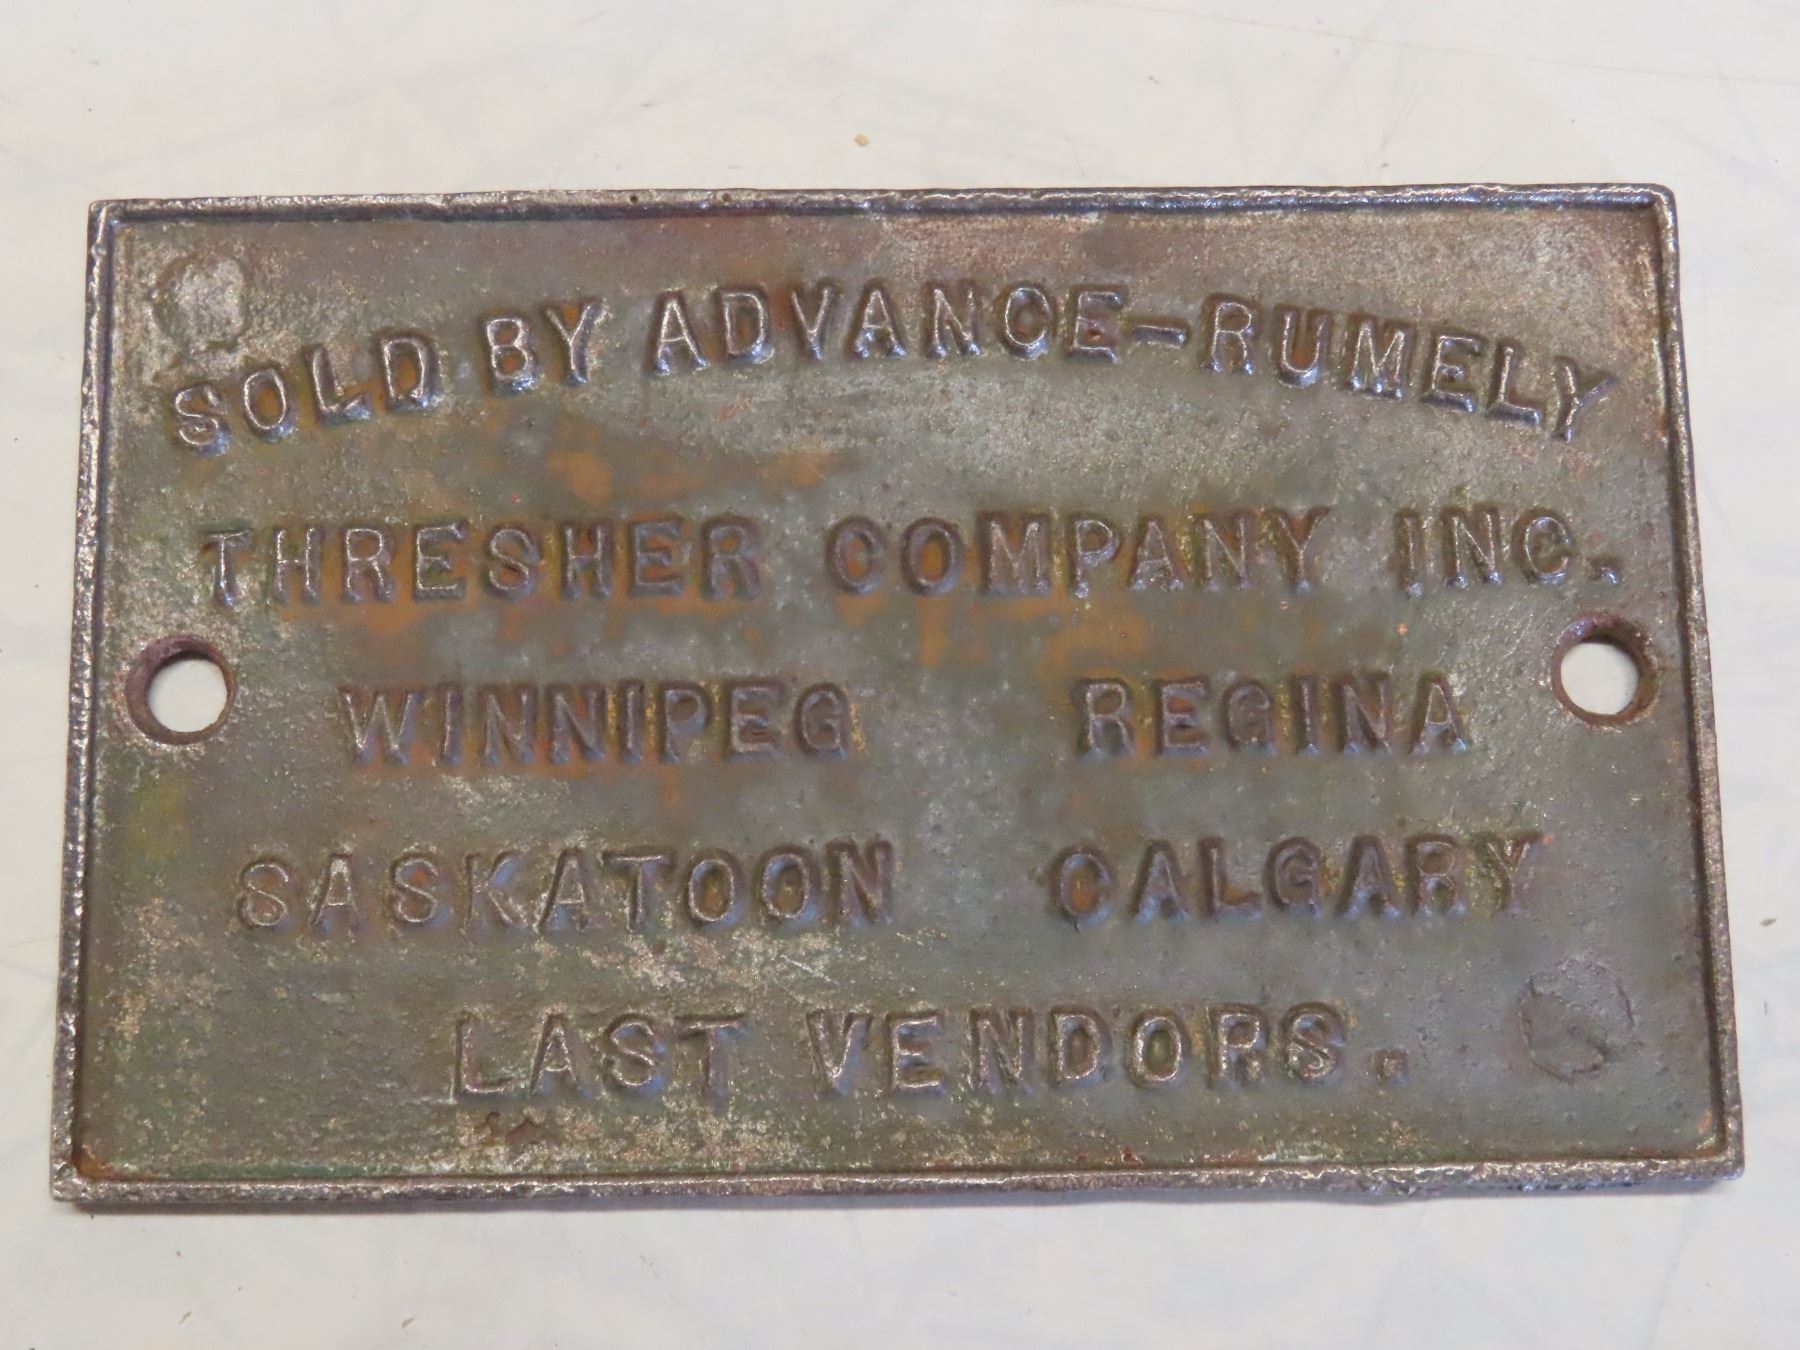 SOLD BY ADVANCE-RUMELY
THRESHER COMPANY INC.
WINNIPEG REGINA
SASKATOON CALGARY
LAST VENDORS.